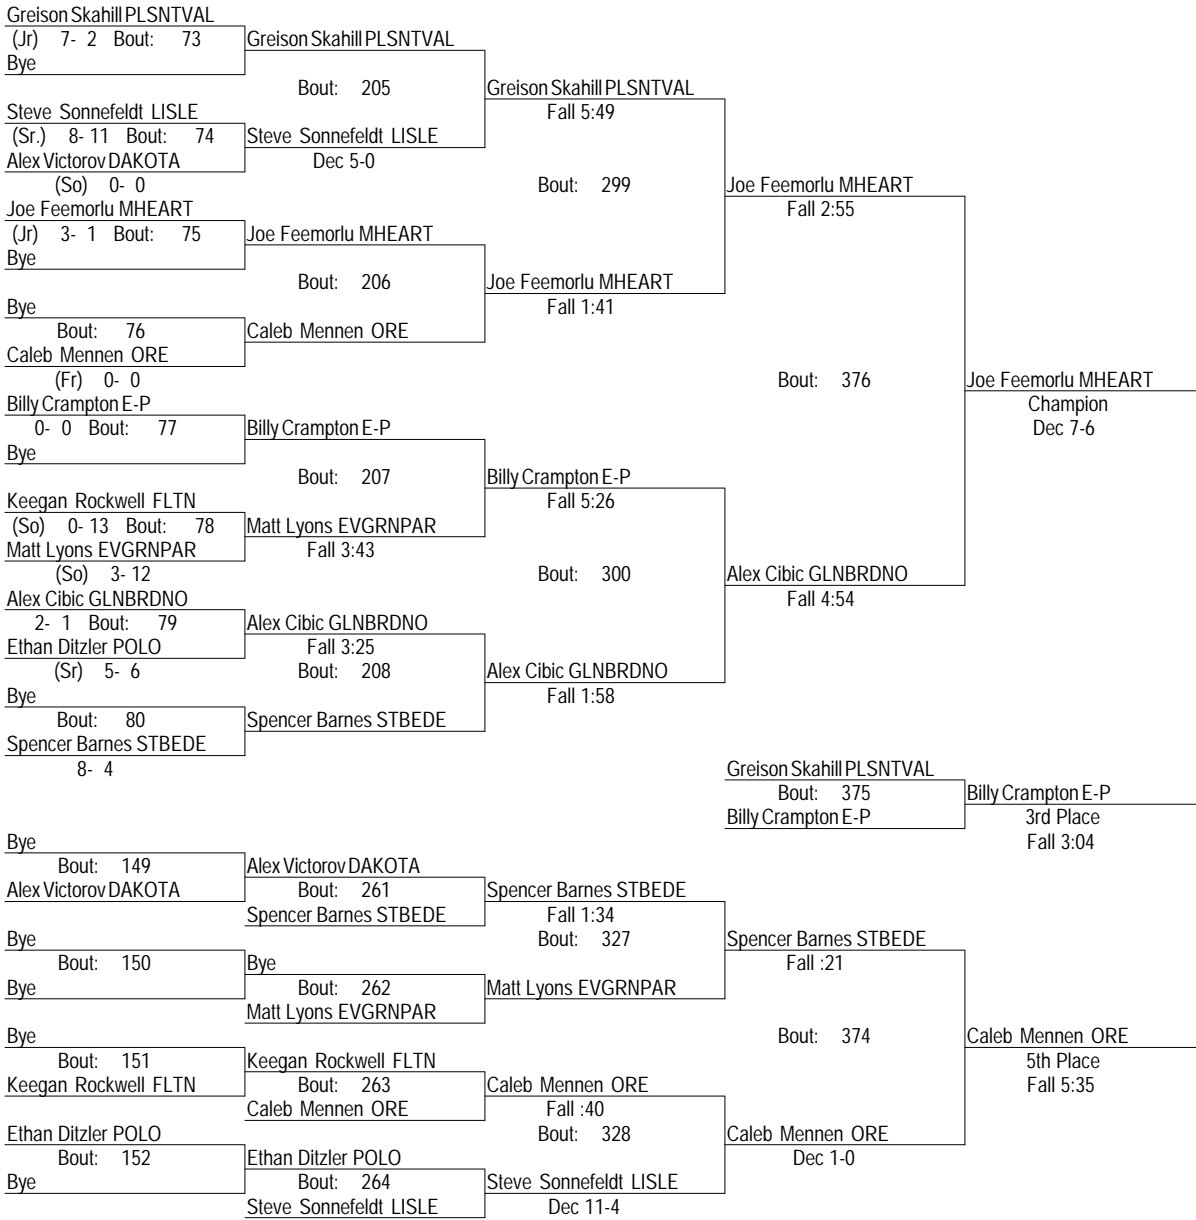 Greison Skahill PLSNTVAL
(Jr) 7- 2 Bout: 73 Greison Skahill PLSNTVAL
Bye
Bout: 205 Greison Skahill PLSNTVAL
Steve Sonnefeldt LISLE Fall 5:49
(Sr.) 8- 11 Bout: 74 Steve Sonnefeldt LISLE
Alex Victorov DAKOTA Dec 5-0
(So) 0- 0 Bout: 299 Joe Feemorlu MHEART
Joe Feemorlu MHEART Fall 2:55
(Jr) 3- 1 Bout: 75 Joe Feemorlu MHEART
Bye
Bout: 206 Joe Feemorlu MHEART
Bye Fall 1:41
Bout: 76 Caleb Mennen ORE
Caleb Mennen ORE
(Fr) 0- 0 Bout: 376 Joe Feemorlu MHEART
Billy Crampton E-P Champion
0- 0 Bout: 77 Billy Crampton E-P Dec 7-6
Bye
Bout: 207 Billy Crampton E-P
Keegan Rockwell FLTN Fall 5:26
(So) 0- 13 Bout: 78 Matt Lyons EVGRNPAR
Matt Lyons EVGRNPAR Fall 3:43
(So) 3- 12 Bout: 300 Alex Cibic GLNBRDNO
Alex Cibic GLNBRDNO Fall 4:54
2- 1 Bout: 79 Alex Cibic GLNBRDNO
Ethan Ditzler POLO Fall 3:25
(Sr) 5- 6 Bout: 208 Alex Cibic GLNBRDNO
Bye Fall 1:58
Bout: 80 Spencer Barnes STBEDE
Spencer Barnes STBEDE
8- 4 Greison Skahill PLSNTVAL
Bout: 375 Billy Crampton E-P
Billy Crampton E-P 3rd Place
Bye Fall 3:04
Bout: 149 Alex Victorov DAKOTA
Alex Victorov DAKOTA Bout: 261 Spencer Barnes STBEDE
Spencer Barnes STBEDE Fall 1:34
Bye Bout: 327 Spencer Barnes STBEDE
Bout: 150 Bye Fall :21
Bye Bout: 262 Matt Lyons EVGRNPAR
Matt Lyons EVGRNPAR
Bye Bout: 374 Caleb Mennen ORE
Bout: 151 Keegan Rockwell FLTN 5th Place
Keegan Rockwell FLTN Bout: 263 Caleb Mennen ORE Fall 5:35
Caleb Mennen ORE Fall :40
Ethan Ditzler POLO Bout: 328 Caleb Mennen ORE
Bout: 152 Ethan Ditzler POLO Dec 1-0
Bye Bout: 264 Steve Sonnefeldt LISLE
Steve Sonnefeldt LISLE Dec 11-4